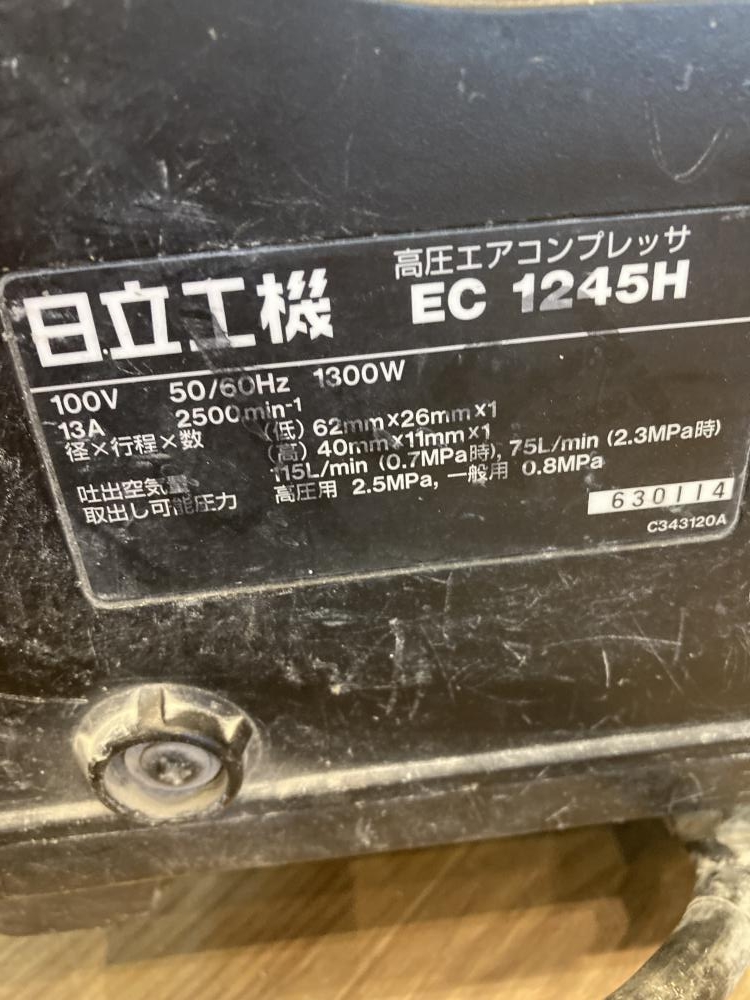 高圧エアコンプレッサ
日立工機 EC 1245H
100V 50/60Hz 1300W
13A 2500min-1
径×行程×数 (低) 62mm×26mm×1
(高) 40mm×11mm×1
吐出空気量 115L/min (0.7MPa時), 75L/min (2.3MPa時)
取出し可能圧力 高圧用 2.5MPa, 一般用 0.8MPa
630114
C343120A